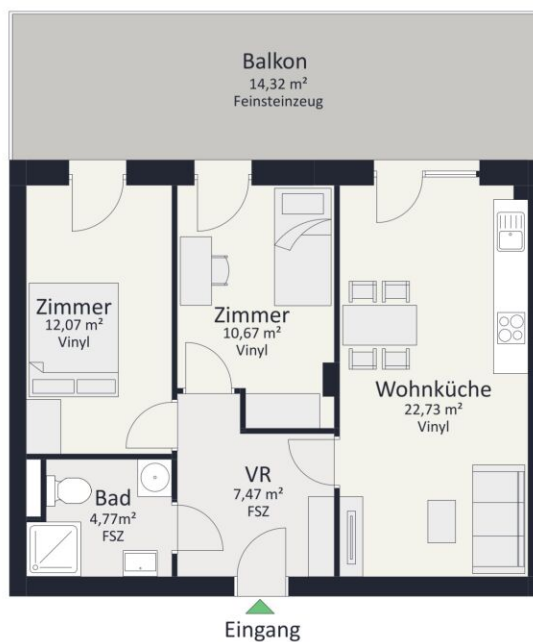 Balkon
14,32 m²
Feinsteinzeug
Zimmer
12,07 m²
Vinyl
Zimmer
10,67 m²
Vinyl
Wohnküche
22,73 m²
Vinyl
Bad
4,77m²
FSZ
VR
7,47 m²
FSZ
Eingang